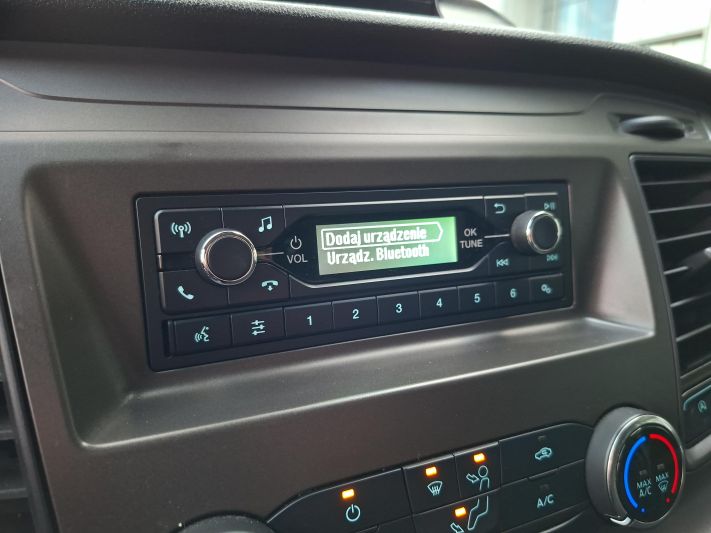 Dodaj urządzenie
Urządz. Bluetooth
VOL
OK
TUNE
1 2 3 4 5 6
MAX
A/C
MAX
A/C